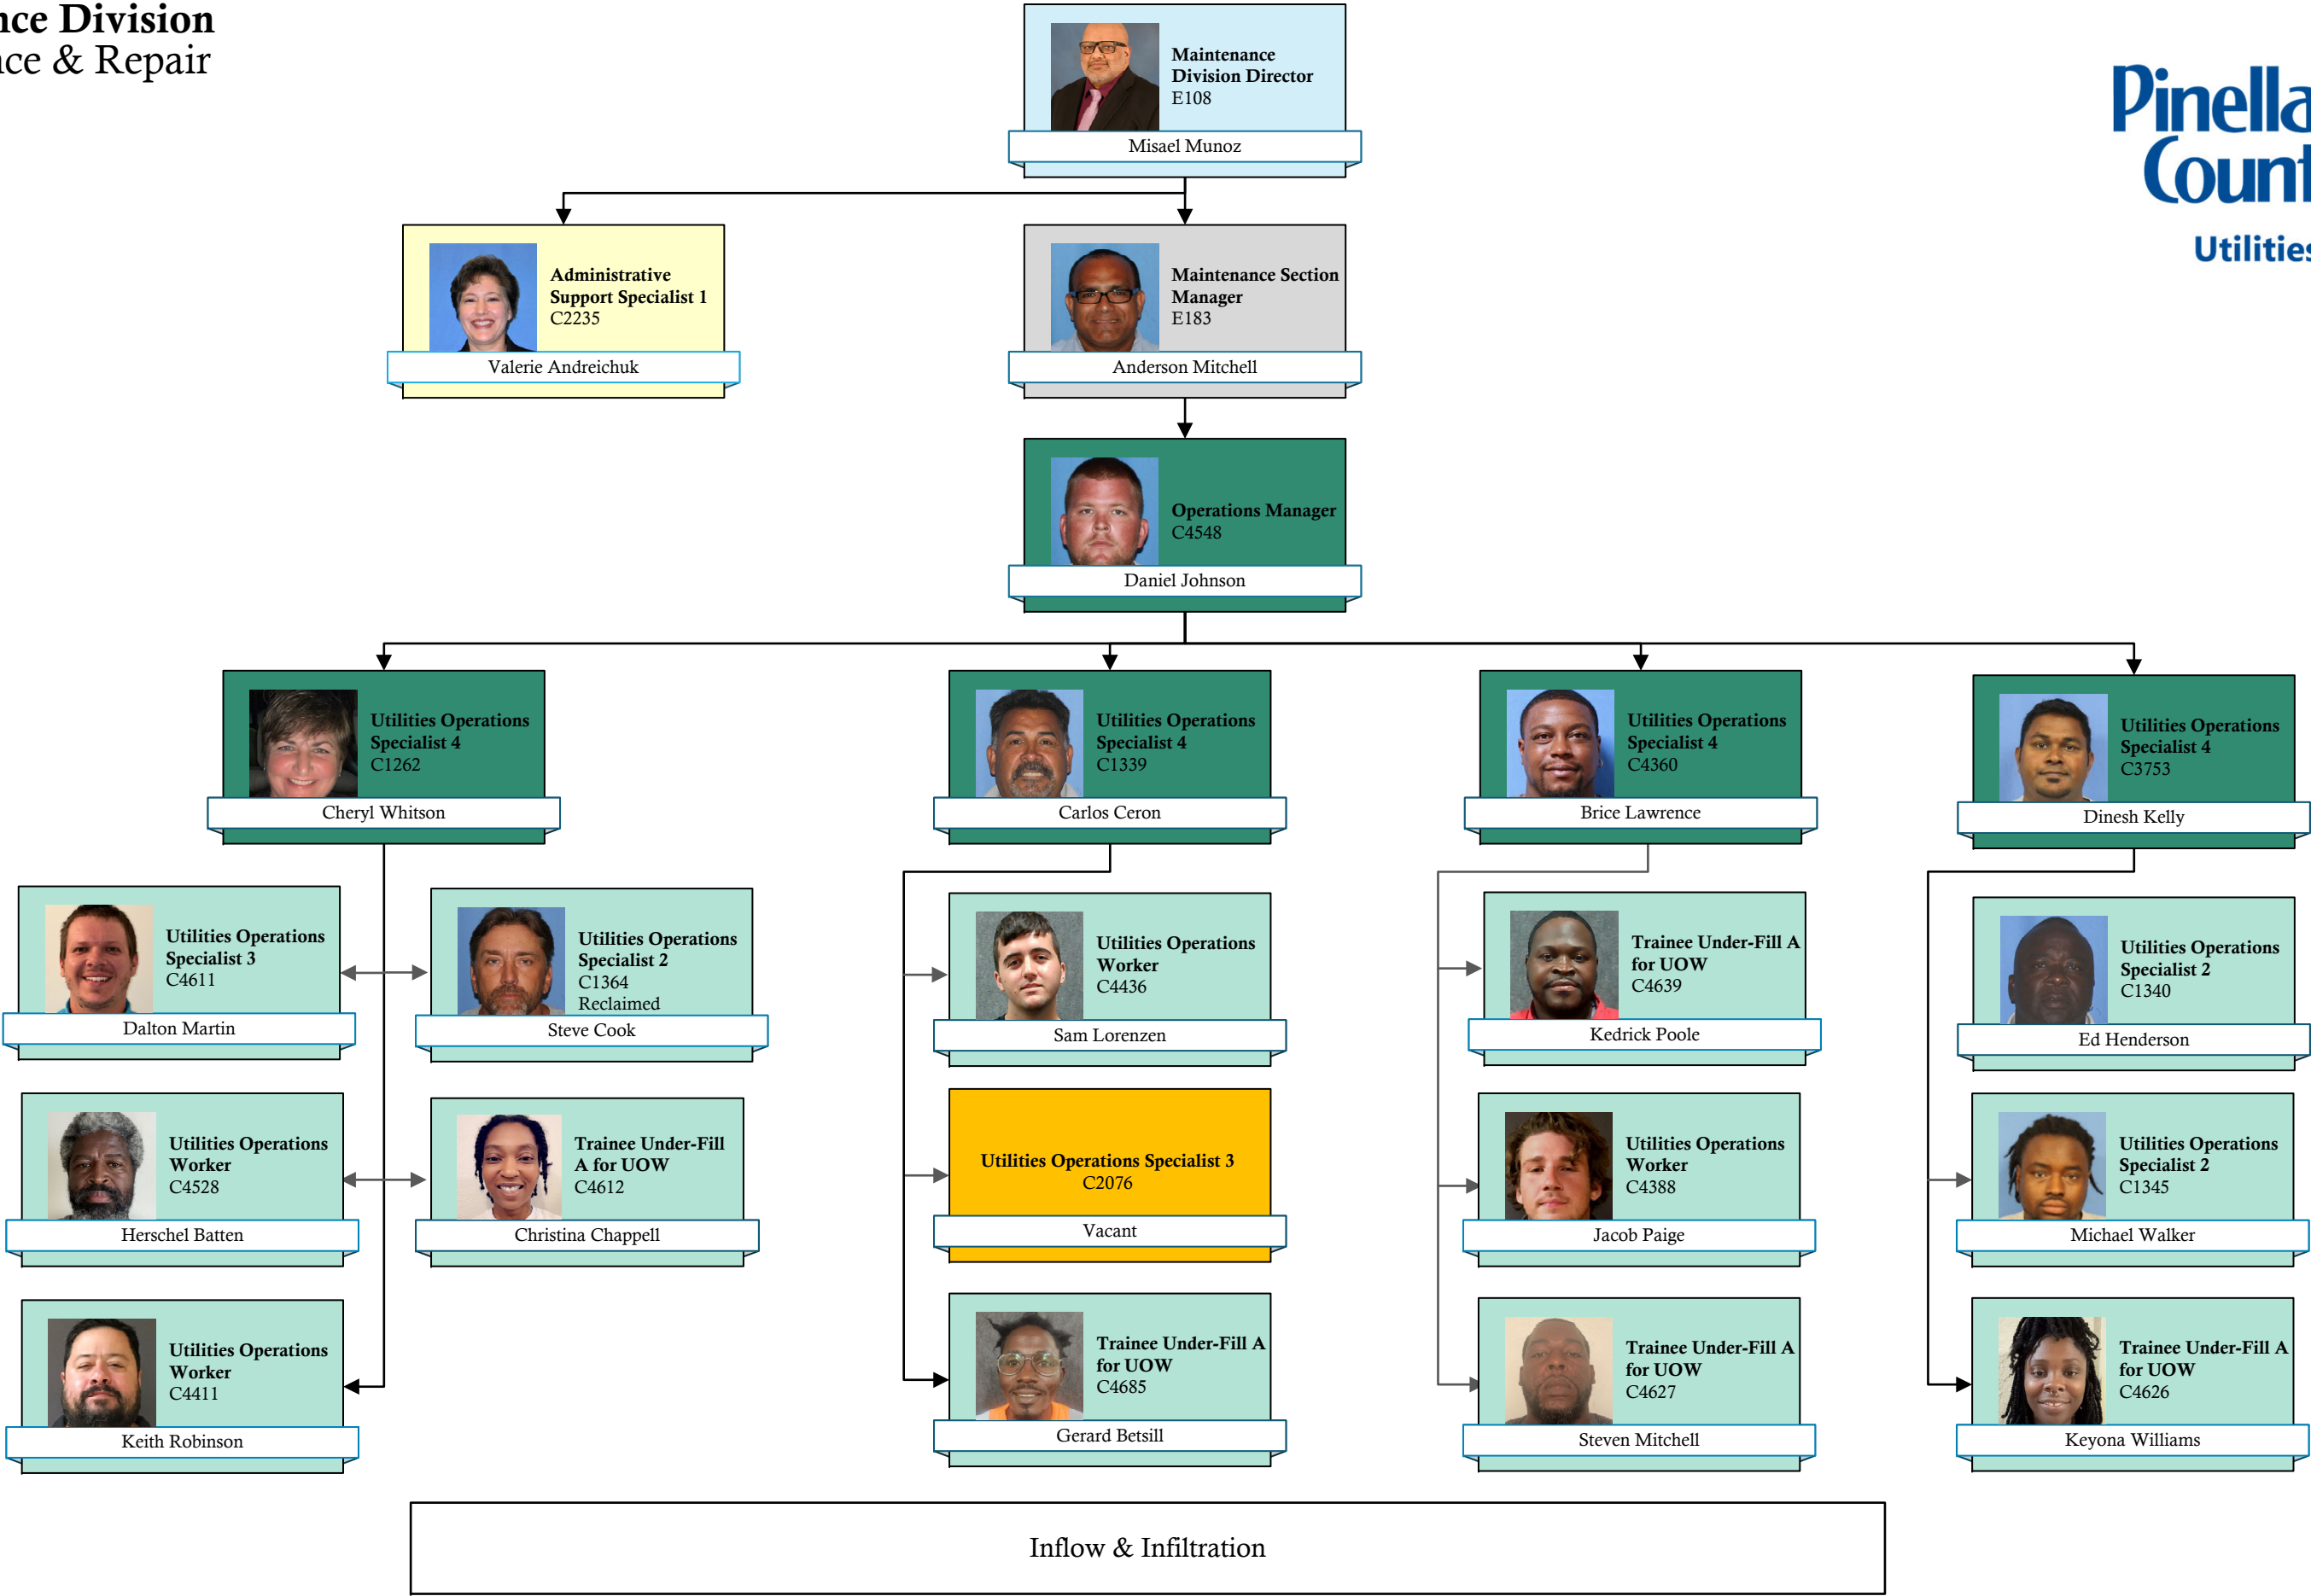 nce Division
nce & Repair
Maintenance
Division Director
E108
Misael Munoz
Pinella
Count
Utilities
Administrative
Support Specialist 1
C2235
Valerie Andreichuk
Maintenance Section
Manager
E183
Anderson Mitchell
Operations Manager
C4548
Daniel Johnson
Utilities Operations
Specialist 4
C1262
Cheryl Whitson
Utilities Operations
Specialist 4
C1339
Carlos Ceron
Utilities Operations
Specialist 4
C4360
Brice Lawrence
Utilities Operations
Specialist 4
C3753
Dinesh Kelly
Utilities Operations
Specialist 3
C4611
Dalton Martin
Utilities Operations
Specialist 2
C1364
Reclaimed
Steve Cook
Utilities Operations
Worker
C4436
Sam Lorenzen
Trainee Under-Fill A
for UOW
C4639
Kedrick Poole
Utilities Operations
Specialist 2
C1340
Ed Henderson
Utilities Operations
Worker
C4528
Herschel Batten
Trainee Under-Fill
A for UOW
C4612
Christina Chappell
Utilities Operations Specialist 3
C2076
Vacant
Utilities Operations
Worker
C4388
Jacob Paige
Utilities Operations
Specialist 2
C1345
Michael Walker
Utilities Operations
Worker
C4411
Keith Robinson
Trainee Under-Fill A
for UOW
C4685
Gerard Betsill
Trainee Under-Fill A
for UOW
C4627
Steven Mitchell
Trainee Under-Fill A
for UOW
C4626
Keyona Williams
Inflow & Infiltration